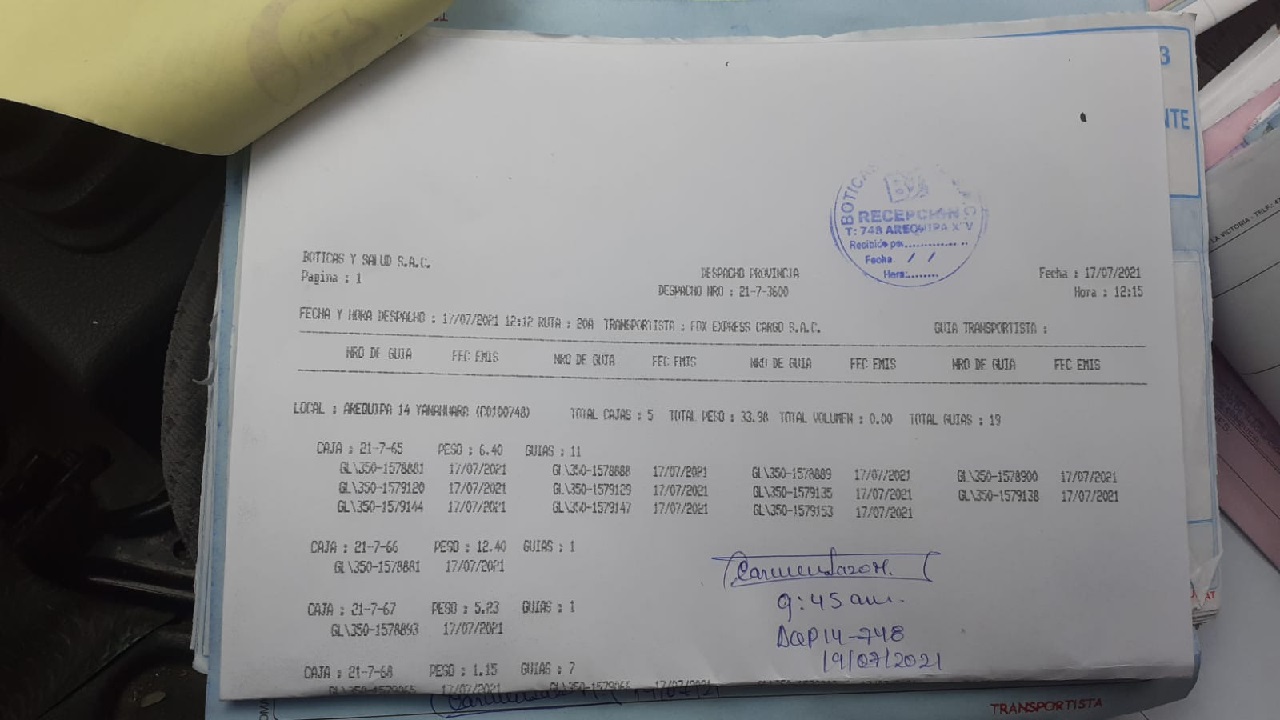 BOTICAS Y SALUD S.A.C.
Pagina : 1
DESPACHO PROVINCIA
DESPACHO NRO : 21-7-3600
Fecha : 17/07/2021
Hora : 12:15
RECEPCION
T: 748 AREQUIPA XIV
Recibido por
Fecha / /
Hora:
FECHA Y HORA DESPACHO : 17/07/2021 12:12 RUTA : 20A TRANSPORTISTA : FOX EXPRESS CARGO S.A.C. GUIA TRANSPORTISTA :
NRO DE GUIA FEC EMIS NRO DE GUIA FEC EMIS NRO DE GUIA FEC EMIS NRO DE GUIA FEC EMIS
LOCAL : AREQUIPA 14 YANAHUARA (C0100748) TOTAL CAJAS : 5 TOTAL PESO : 33.98 TOTAL VOLUMEN : 0.00 TOTAL GUIAS : 19
CAJA : 21-7-65 PESO : 6.40 GUIAS : 11
GL\350-1578881 17/07/2021 GL\350-1578888 17/07/2021 GL\350-1578889 17/07/2021 GL\350-1578900 17/07/2021
GL\350-1579120 17/07/2021 GL\350-1579129 17/07/2021 GL\350-1579135 17/07/2021 GL\350-1579138 17/07/2021
GL\350-1579144 17/07/2021 GL\350-1579147 17/07/2021 GL\350-1579153 17/07/2021
CAJA : 21-7-66 PESO : 12.40 GUIAS : 1
GL\350-1578881 17/07/2021
CAJA : 21-7-67 PESO : 5.23 GUIAS : 1
GL\350-1578893 17/07/2021
CAJA : 21-7-68 PESO : 1.15 GUIAS : 7
9:45 am.
AQP14-748
19/07/2021
TRANSPORTISTA